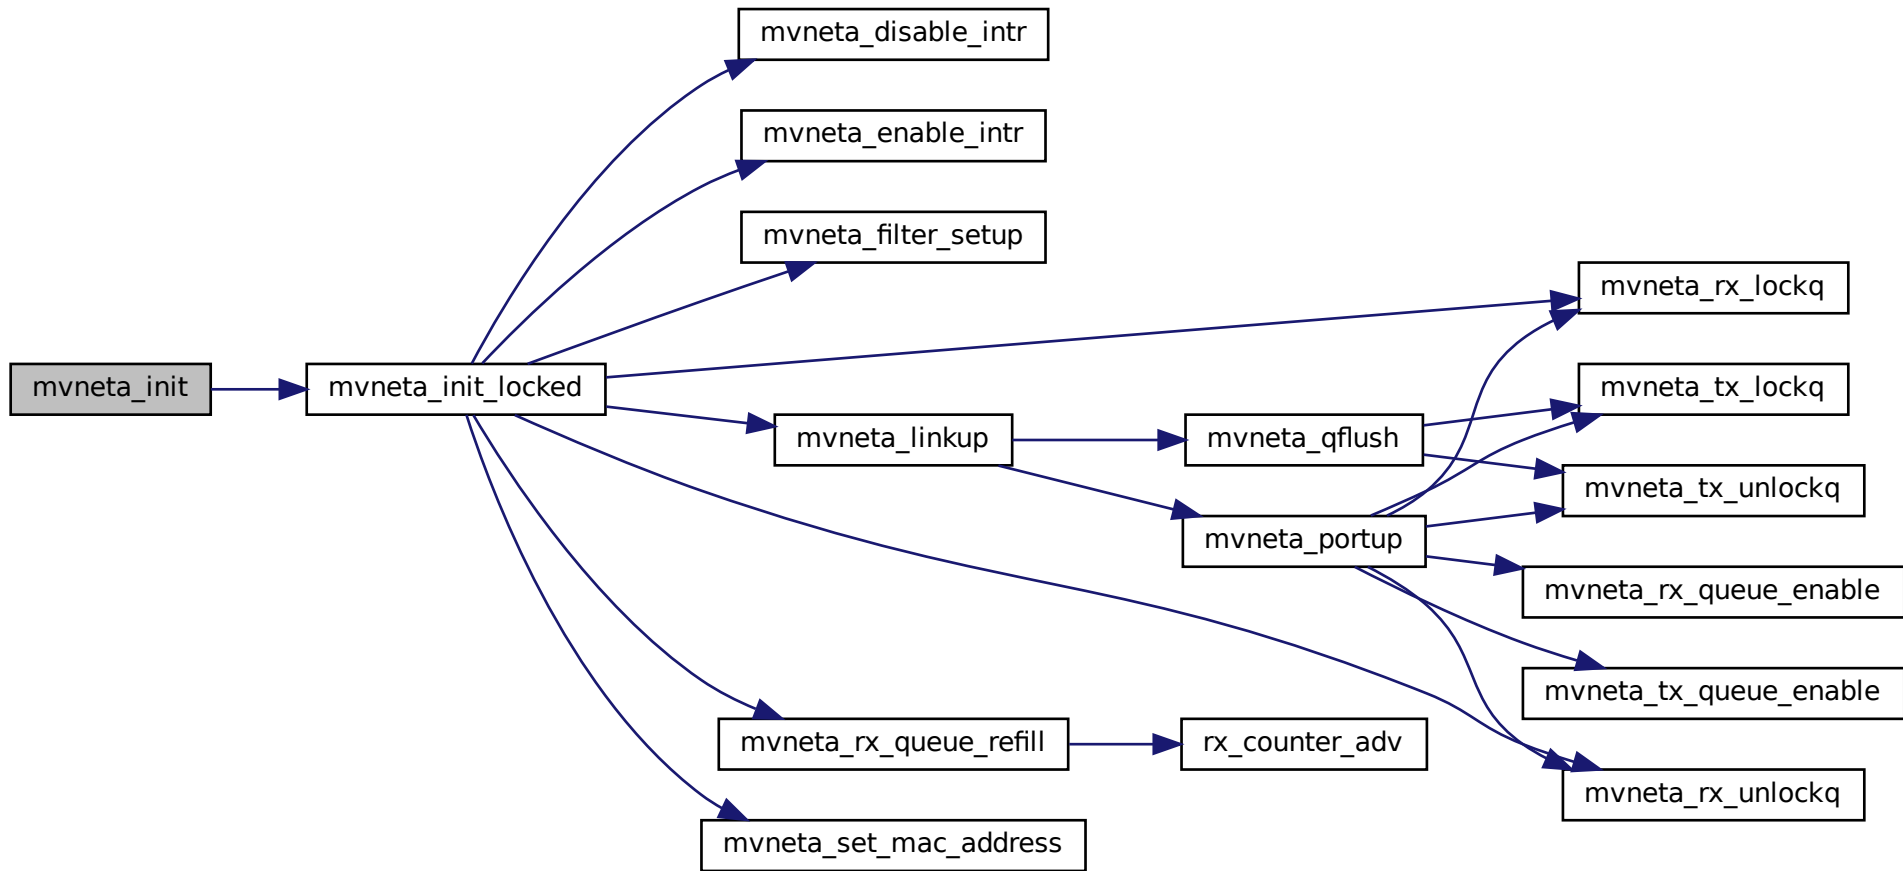 mvneta_disable_intr
mvneta_enable_intr
mvneta_filter_setup
mvneta_rx_lockq
mvneta_init
mvneta_init_locked
mvneta_tx_lockq
mvneta_linkup
mvneta_qflush
mvneta_tx_unlockq
mvneta_portup
mvneta_rx_queue_enable
mvneta_tx_queue_enable
mvneta_rx_queue_refill
rx_counter_adv
mvneta_rx_unlockq
mvneta_set_mac_address